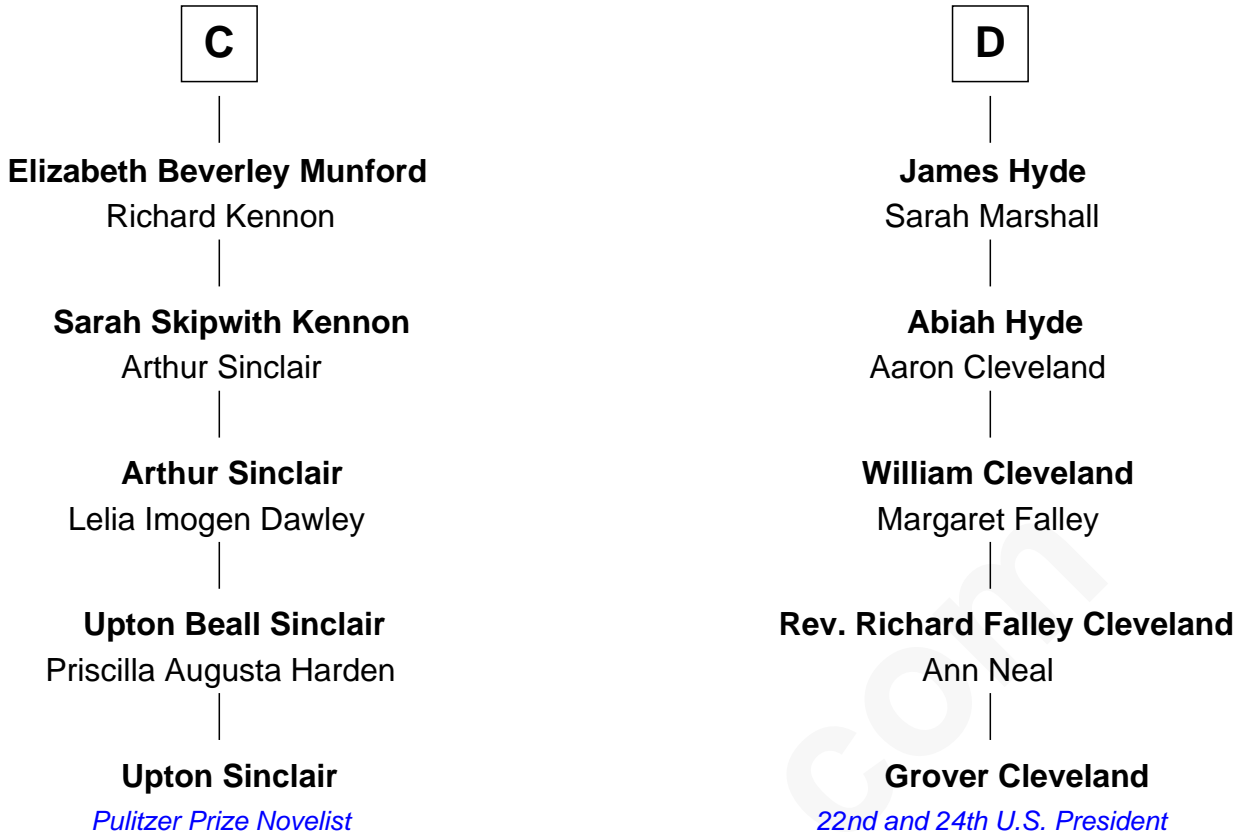 C
Elizabeth Beverley Munford
Richard Kennon
Sarah Skipwith Kennon
Arthur Sinclair
Arthur Sinclair
Lelia Imogen Dawley
Upton Beall Sinclair
Priscilla Augusta Harden
Upton Sinclair
Pulitzer Prize Novelist
D
James Hyde
Sarah Marshall
Abiah Hyde
Aaron Cleveland
William Cleveland
Margaret Falley
Rev. Richard Falley Cleveland
Ann Neal
Grover Cleveland
22nd and 24th U.S. President
com